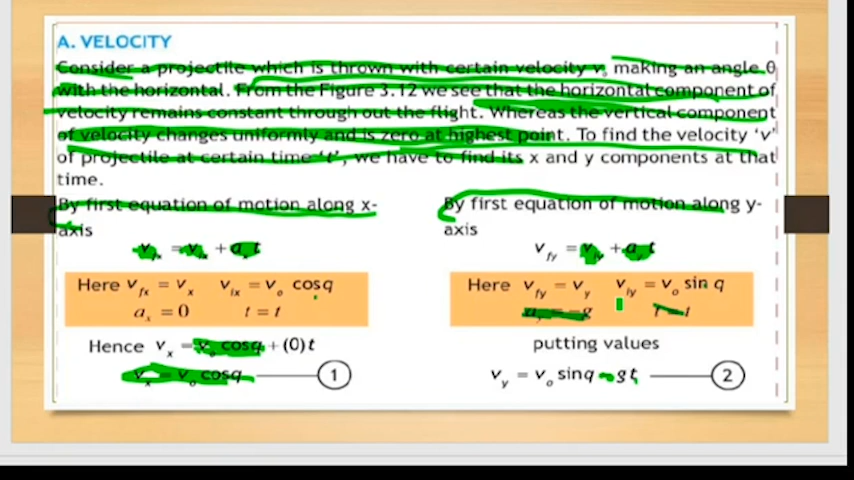 A. VELOCITY
Consider a projectile which is thrown with certain velocity v, making an angle θ
with the horizontal. From the Figure 3.12 we see that the horizontal component of
velocity remains constant through out the flight. Whereas the vertical component
of velocity changes uniformly and is zero at highest point. To find the velocity 'v'
of projectile at certain time 't', we have to find its x and y components at that
time.
By first equation of motion along x-
axis
v_fx = v_ix + a_x t
Here v_fx = v_x v_ix = v_o cosq
a_x = 0 t = t
Hence v_x = v_o cosq + (0)t
v_x = v_o cosq 1
By first equation of motion along y-
axis
v_fy = v_iy + a_y t
Here v_fy = v_y v_iy = v_o sin q
a_y = -g t = t
putting values
v_y = v_o sinq - gt 2